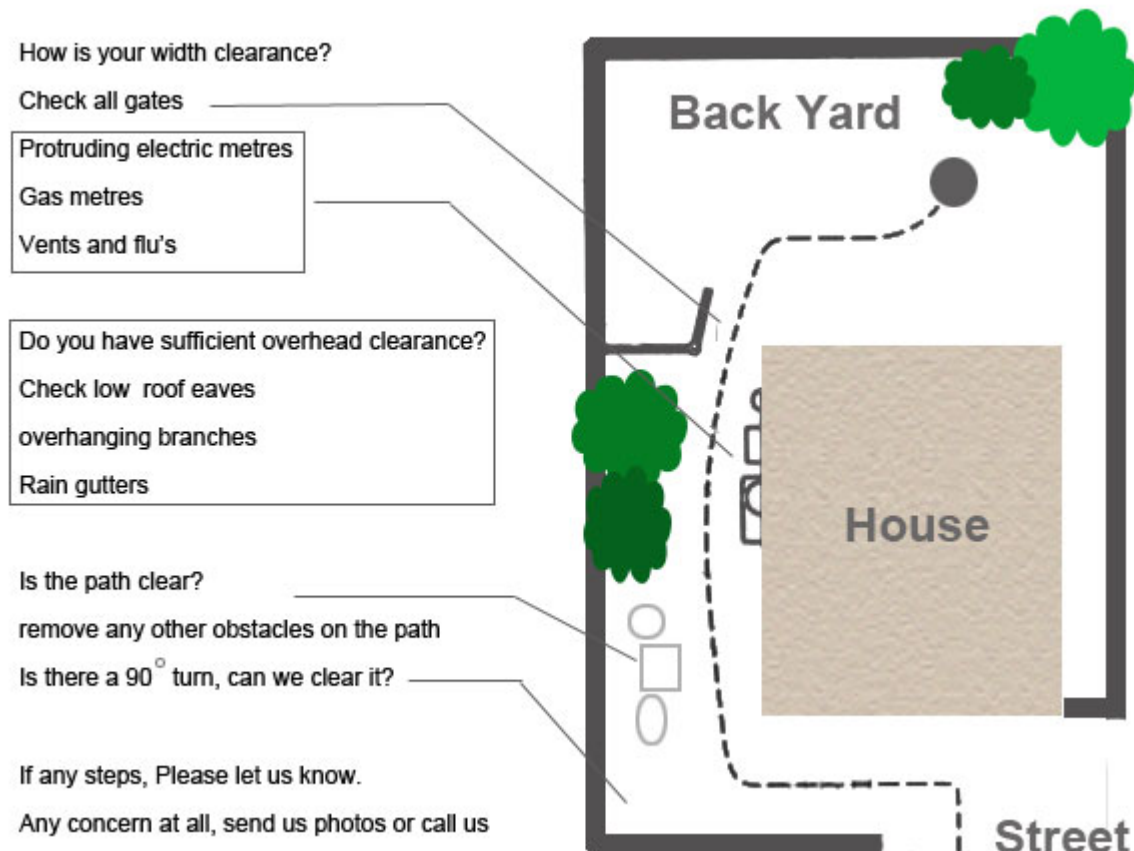 How is your width clearance?
Check all gates
Protruding electric metres
Gas metres
Vents and flu's
Do you have sufficient overhead clearance?
Check low roof eaves
overhanging branches
Rain gutters
Is the path clear?
remove any other obstacles on the path
Is there a 90° turn, can we clear it?
If any steps, Please let us know.
Any concern at all, send us photos or call us
Back Yard
House
Street